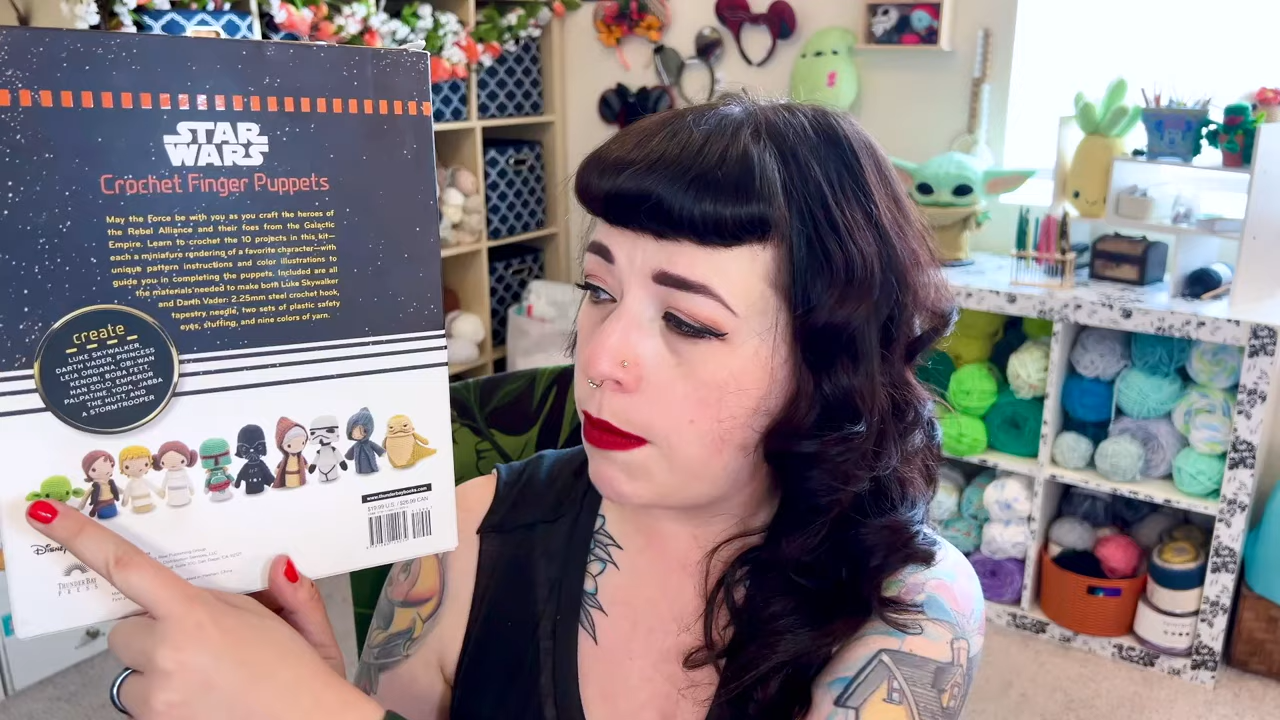 STAR
WARS
Crochet Finger Puppets
May the Force be with you as you craft the heroes of
the Rebel Alliance and their foes from the Galactic
Empire. Learn to crochet the 10 projects in this kit—
each a miniature rendering of a favorite character—with
unique pattern instructions and color illustrations to
guide you in completing the puppets. Included are all
the materials needed to make both Luke Skywalker
and Darth Vader: 2.25mm steel crochet hook,
tapestry needle, two sets of plastic safety
eyes, stuffing, and nine colors of yarn.
create
LUKE SKYWALKER,
DARTH VADER, PRINCESS
LEIA ORGANA, OBI-WAN
KENOBI, BOBA FETT,
HAN SOLO, EMPEROR
PALPATINE, YODA, JABBA
THE HUTT, AND
A STORMTROOPER
www.thunderbaybooks.com
$19.99 U.S. / $25.99 CAN
DISNEY
THUNDER BAY
PRESS